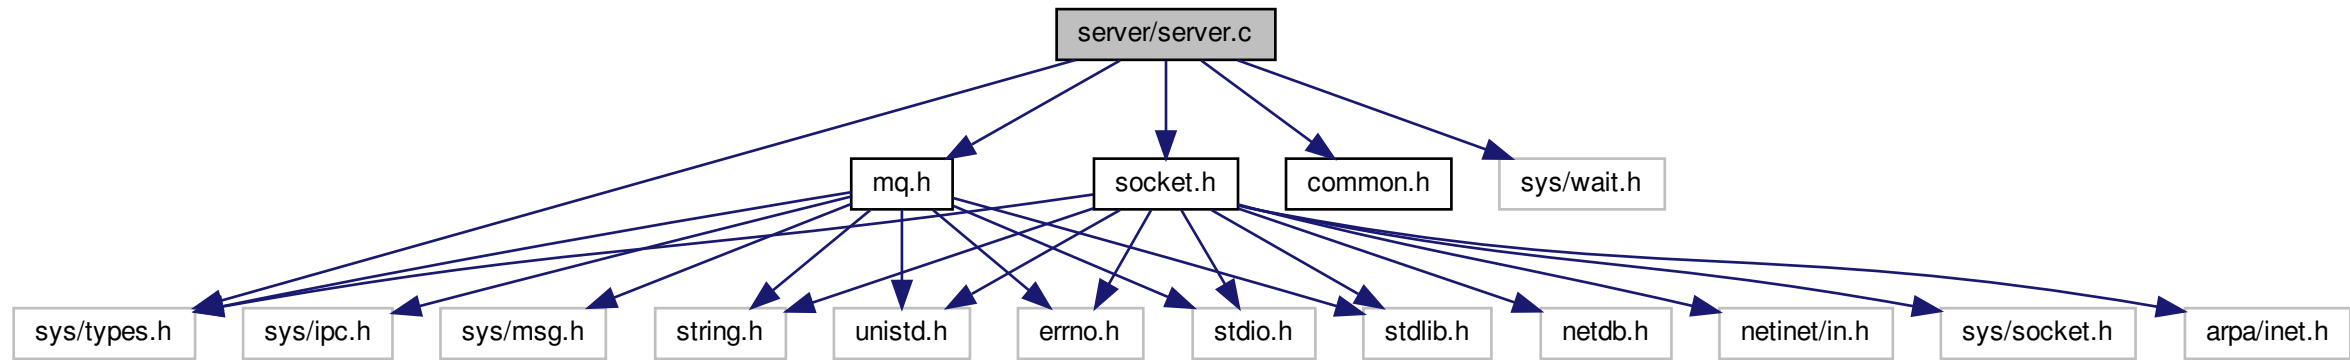 server/server.c
mq.h
socket.h
common.h
sys/wait.h
sys/types.h
sys/ipc.h
sys/msg.h
string.h
unistd.h
errno.h
stdio.h
stdlib.h
netdb.h
netinet/in.h
sys/socket.h
arpa/inet.h